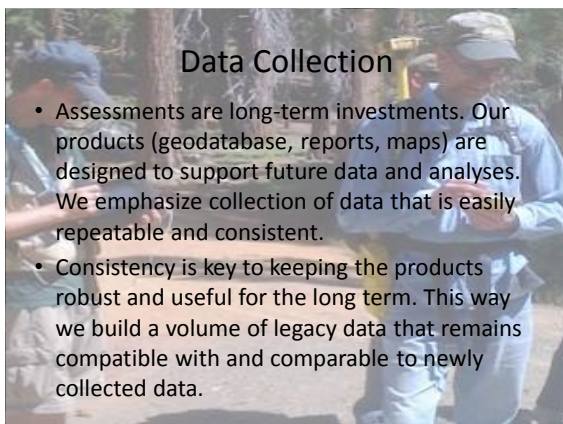 Data Collection
• Assessments are long-term investments. Our
products (geodatabase, reports, maps) are
designed to support future data and analyses.
We emphasize collection of data that is easily
repeatable and consistent.
• Consistency is key to keeping the products
robust and useful for the long term. This way
we build a volume of legacy data that remains
compatible with and comparable to newly
collected data.